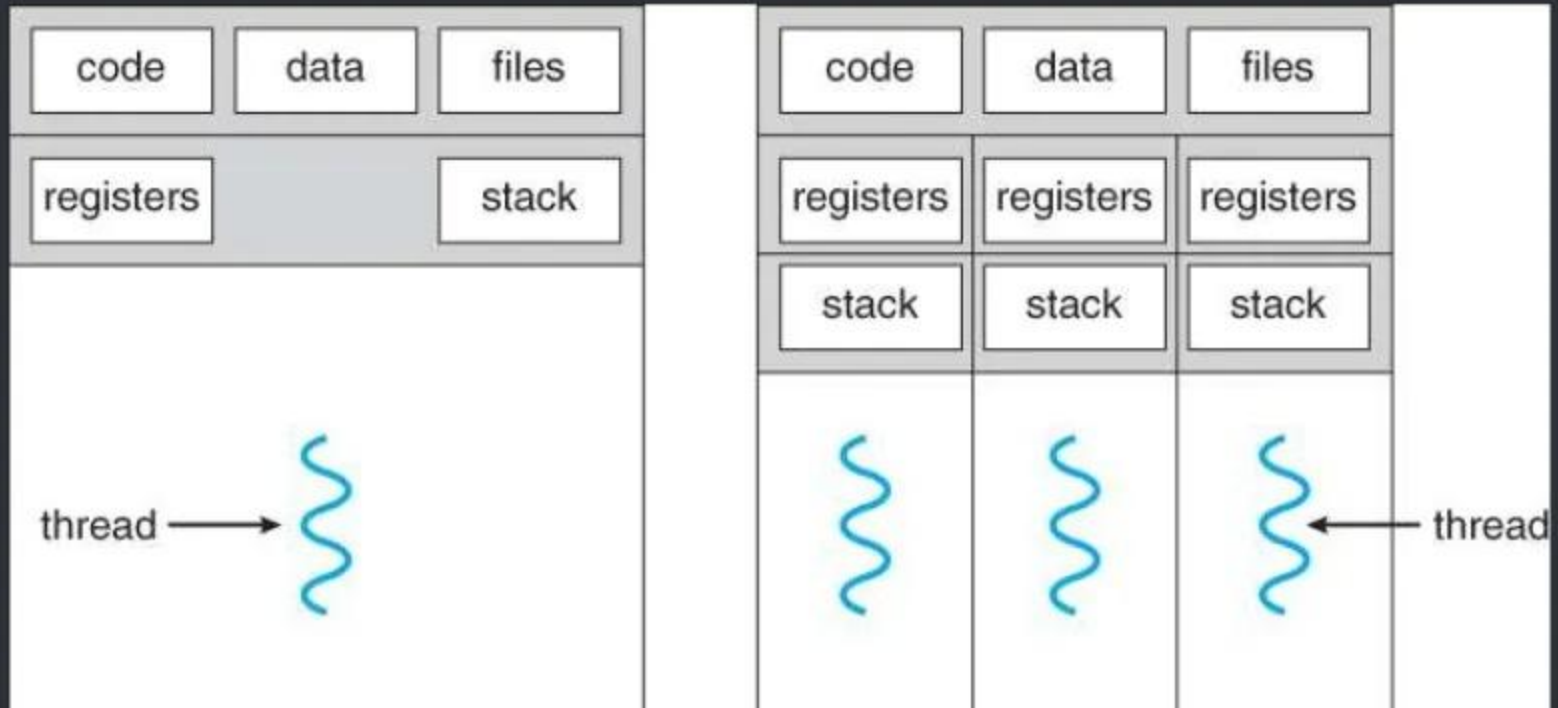 code data files
registers stack
thread
code data files
registers registers registers
stack stack stack
thread